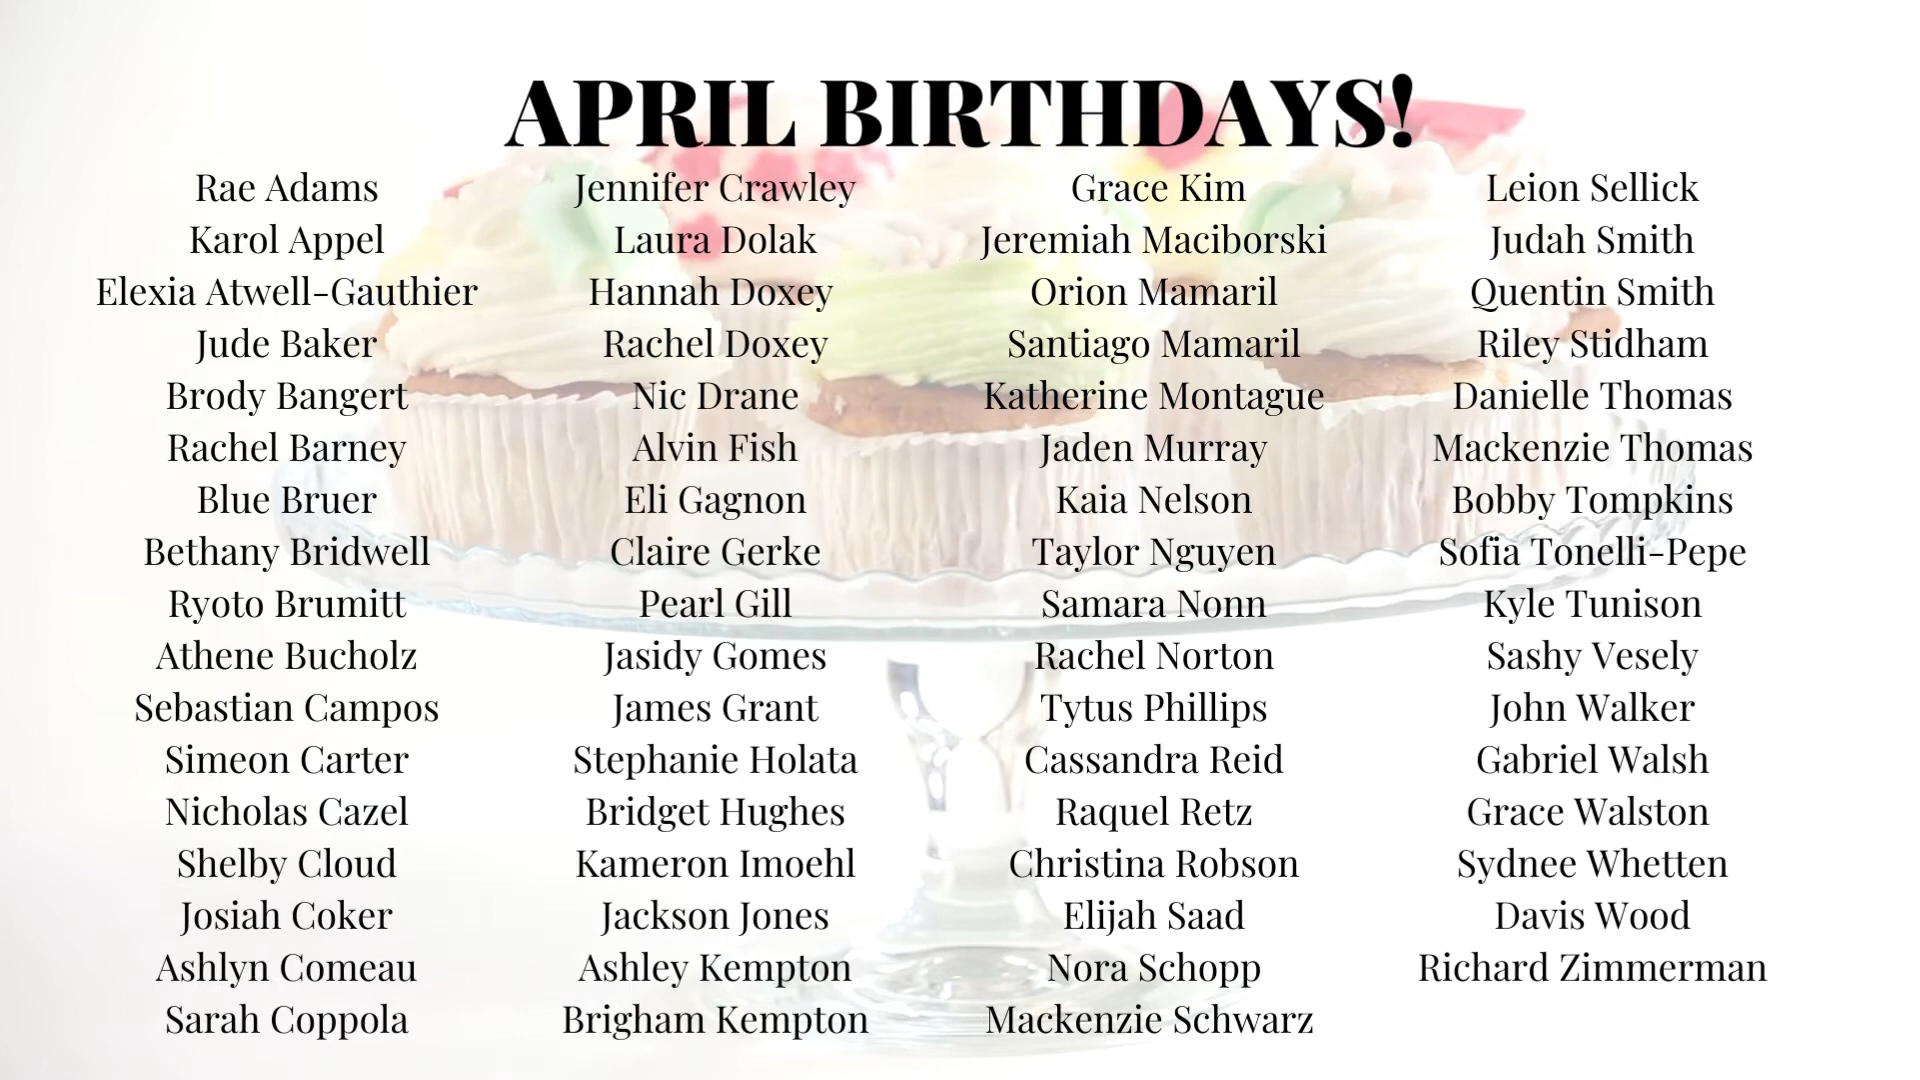 APRIL BIRTHDAYS!
Rae Adams
Karol Appel
Elexia Atwell-Gauthier
Jude Baker
Brody Bangert
Rachel Barney
Blue Bruer
Bethany Bridwell
Ryoto Brumitt
Athene Bucholz
Sebastian Campos
Simeon Carter
Nicholas Cazel
Shelby Cloud
Josiah Coker
Ashlyn Comeau
Sarah Coppola
Jennifer Crawley
Laura Dolak
Hannah Doxey
Rachel Doxey
Nic Drane
Alvin Fish
Eli Gagnon
Claire Gerke
Pearl Gill
Jasidy Gomes
James Grant
Stephanie Holata
Bridget Hughes
Kameron Imoehl
Jackson Jones
Ashley Kempton
Brigham Kempton
Grace Kim
Jeremiah Maciborski
Orion Mamaril
Santiago Mamaril
Katherine Montague
Jaden Murray
Kaia Nelson
Taylor Nguyen
Samara Nonn
Rachel Norton
Tytus Phillips
Cassandra Reid
Raquel Retz
Christina Robson
Elijah Saad
Nora Schopp
Mackenzie Schwarz
Leion Sellick
Judah Smith
Quentin Smith
Riley Stidham
Danielle Thomas
Mackenzie Thomas
Bobby Tompkins
Sofia Tonelli-Pepe
Kyle Tunison
Sashy Vesely
John Walker
Gabriel Walsh
Grace Walston
Sydnee Whetten
Davis Wood
Richard Zimmerman